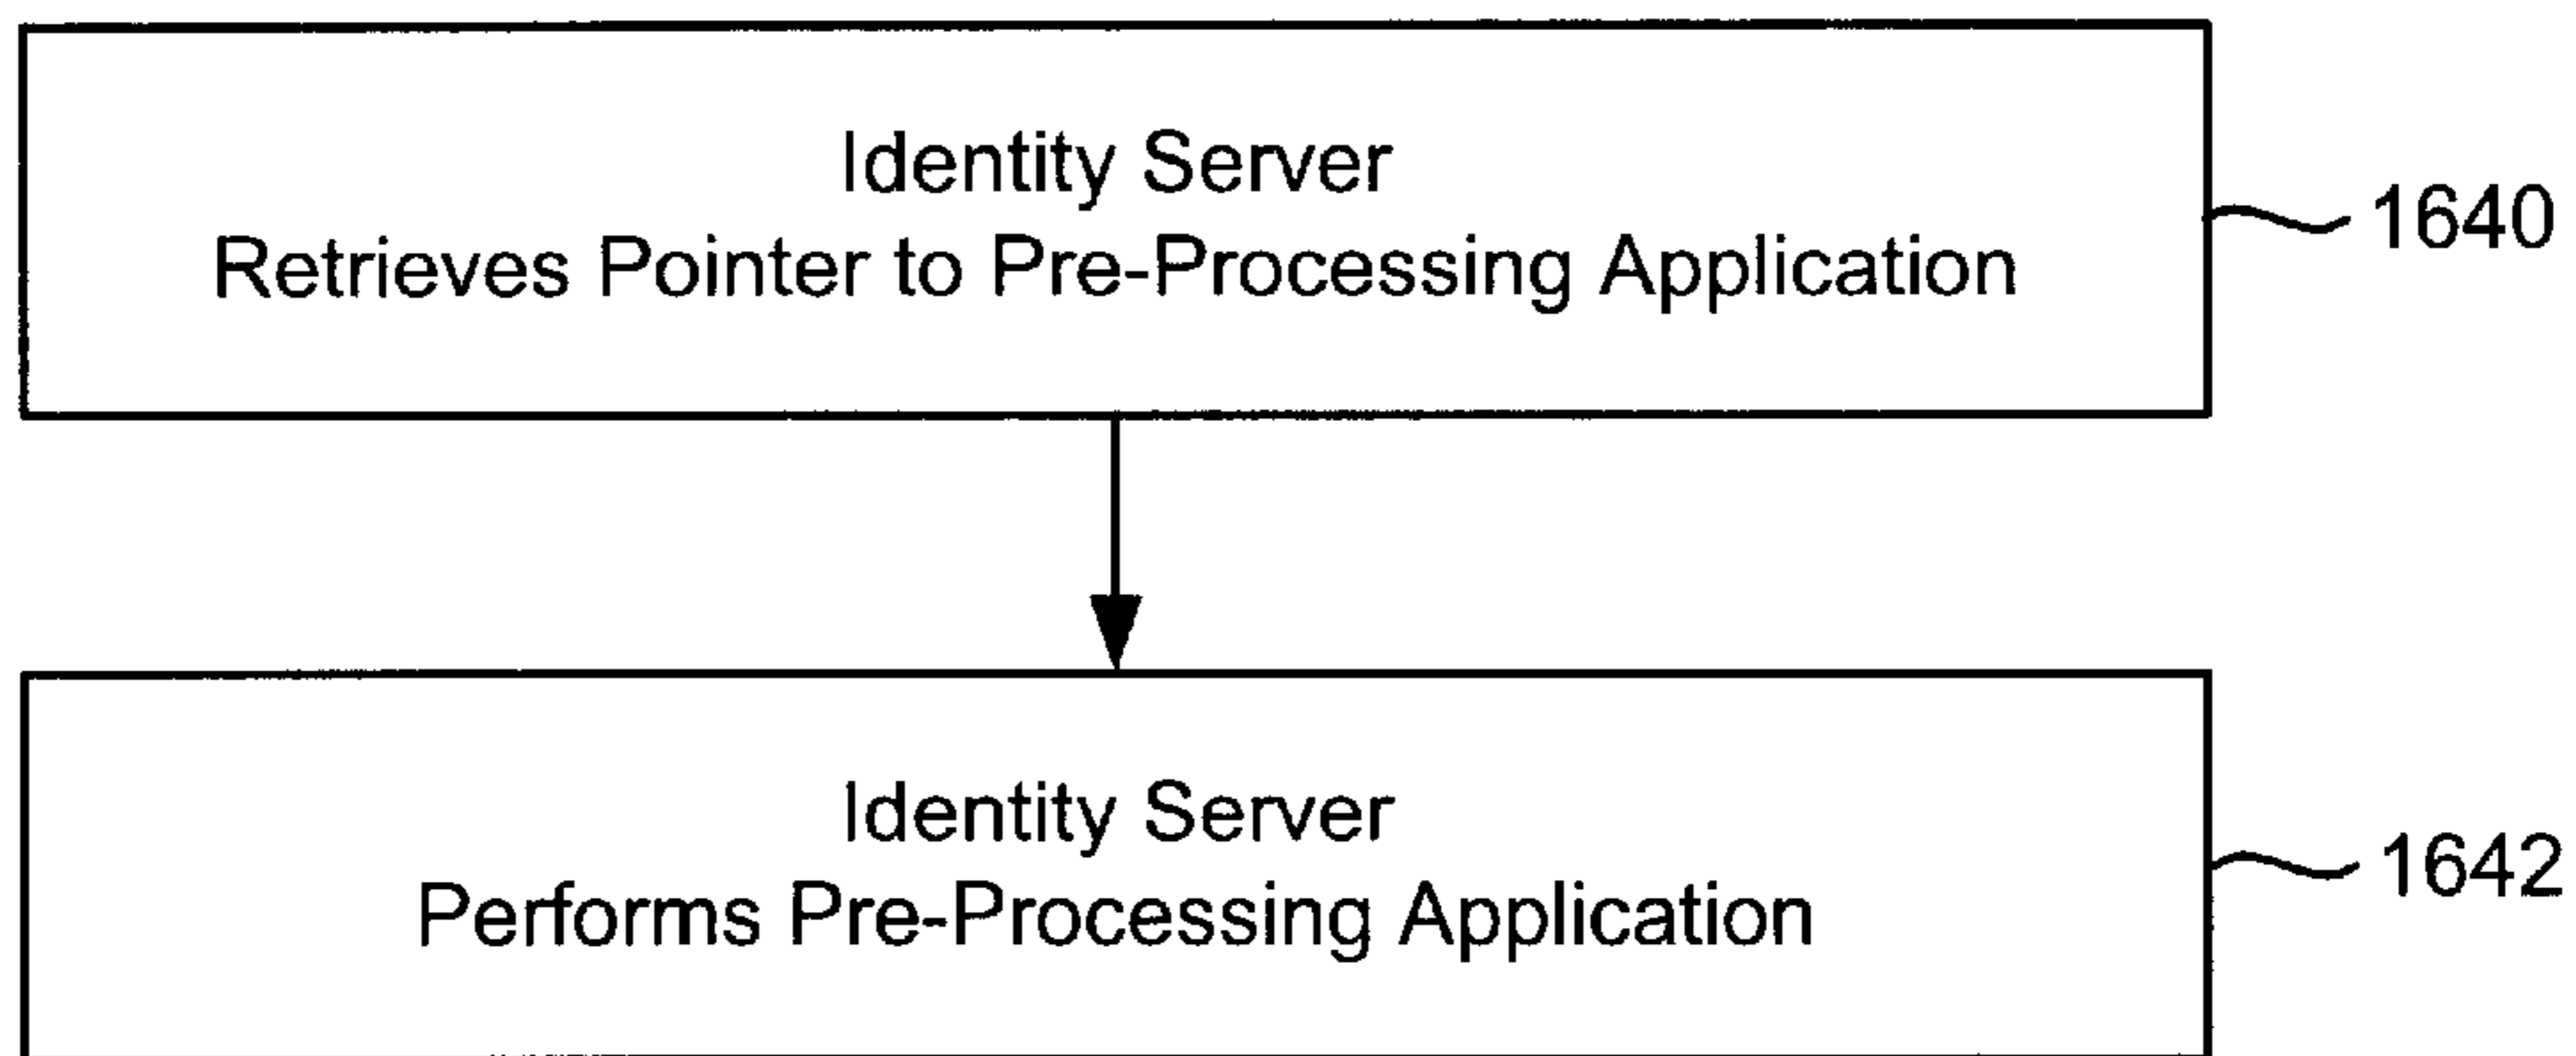 Identity Server
Retrieves Pointer to Pre-Processing Application
1640
Identity Server
Performs Pre-Processing Application
1642